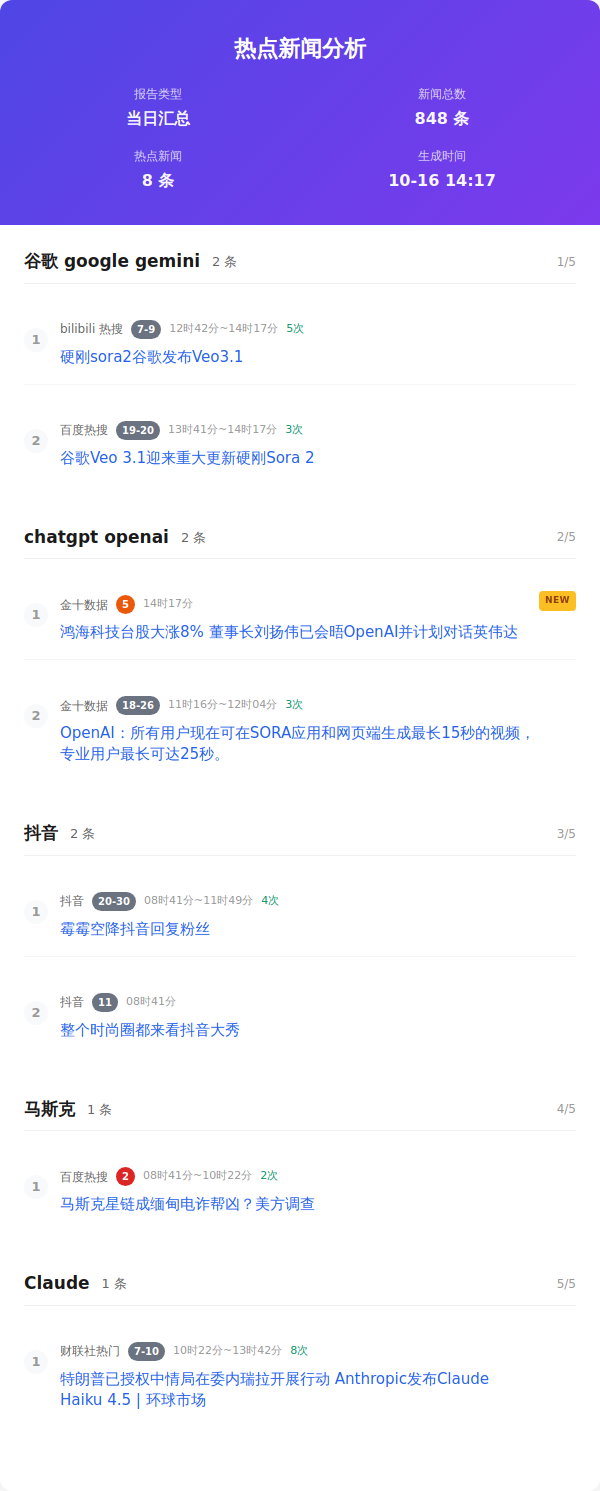 热点新闻分析
报告类型
当日汇总
新闻总数
848 条
热点新闻
8 条
生成时间
10-16 14:17
谷歌 google gemini 2 条 1/5
1
bilibili 热搜 7-9 12时42分~14时17分 5次
硬刚sora2谷歌发布Veo3.1
2
百度热搜 19-20 13时41分~14时17分 3次
谷歌Veo 3.1迎来重大更新硬刚Sora 2
chatgpt openai 2 条 2/5
1
金十数据 5 14时17分 NEW
鸿海科技台股大涨8% 董事长刘扬伟已会晤OpenAI并计划对话英伟达
2
金十数据 18-26 11时16分~12时04分 3次
OpenAI：所有用户现在可在SORA应用和网页端生成最长15秒的视频，
专业用户最长可达25秒。
抖音 2 条 3/5
1
抖音 20-30 08时41分~11时49分 4次
霉霉空降抖音回复粉丝
2
抖音 11 08时41分
整个时尚圈都来看抖音大秀
马斯克 1 条 4/5
1
百度热搜 2 08时41分~10时22分 2次
马斯克星链成缅甸电诈帮凶？美方调查
Claude 1 条 5/5
1
财联社热门 7-10 10时22分~13时42分 8次
特朗普已授权中情局在委内瑞拉开展行动 Anthropic发布Claude
Haiku 4.5 | 环球市场